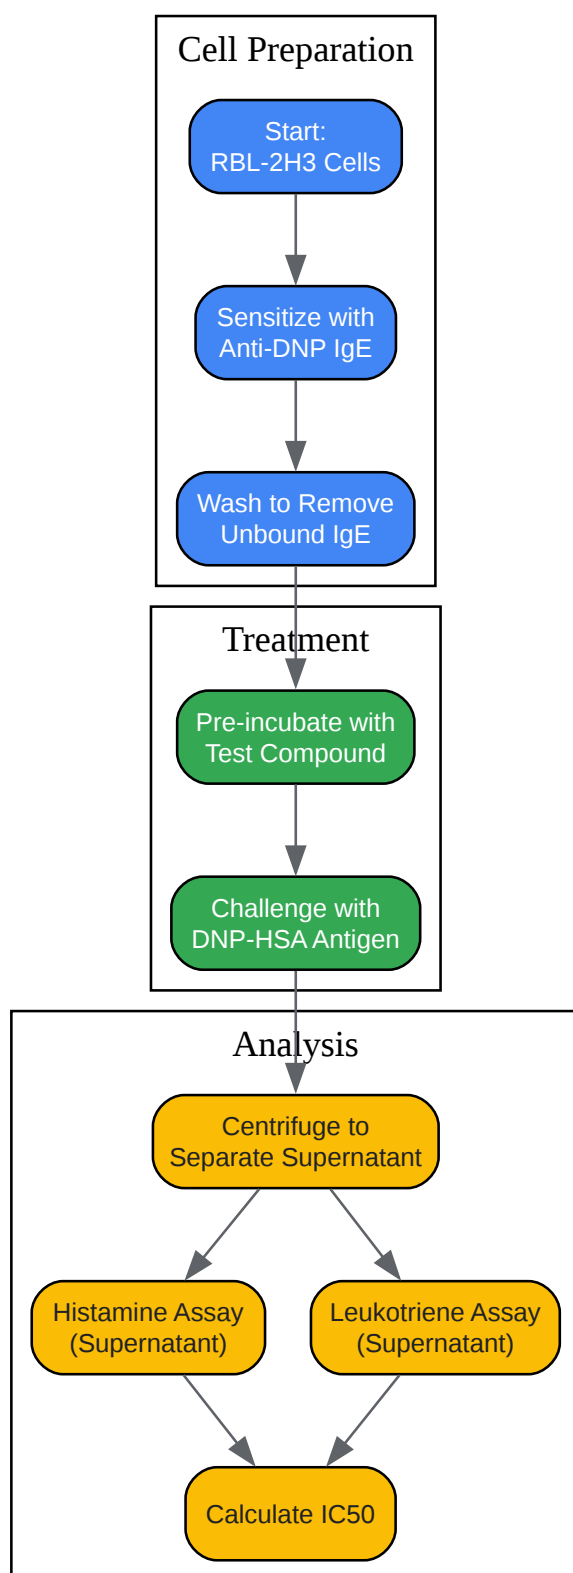 Cell Preparation
Start:
RBL-2H3 Cells
Sensitize with
Anti-DNP IgE
Wash to Remove
Unbound IgE
Treatment
Pre-incubate with
Test Compound
Challenge with
DNP-HSA Antigen
Analysis
Centrifuge to
Separate Supernatant
Histamine Assay
(Supernatant)
Leukotriene Assay
(Supernatant)
Calculate IC50